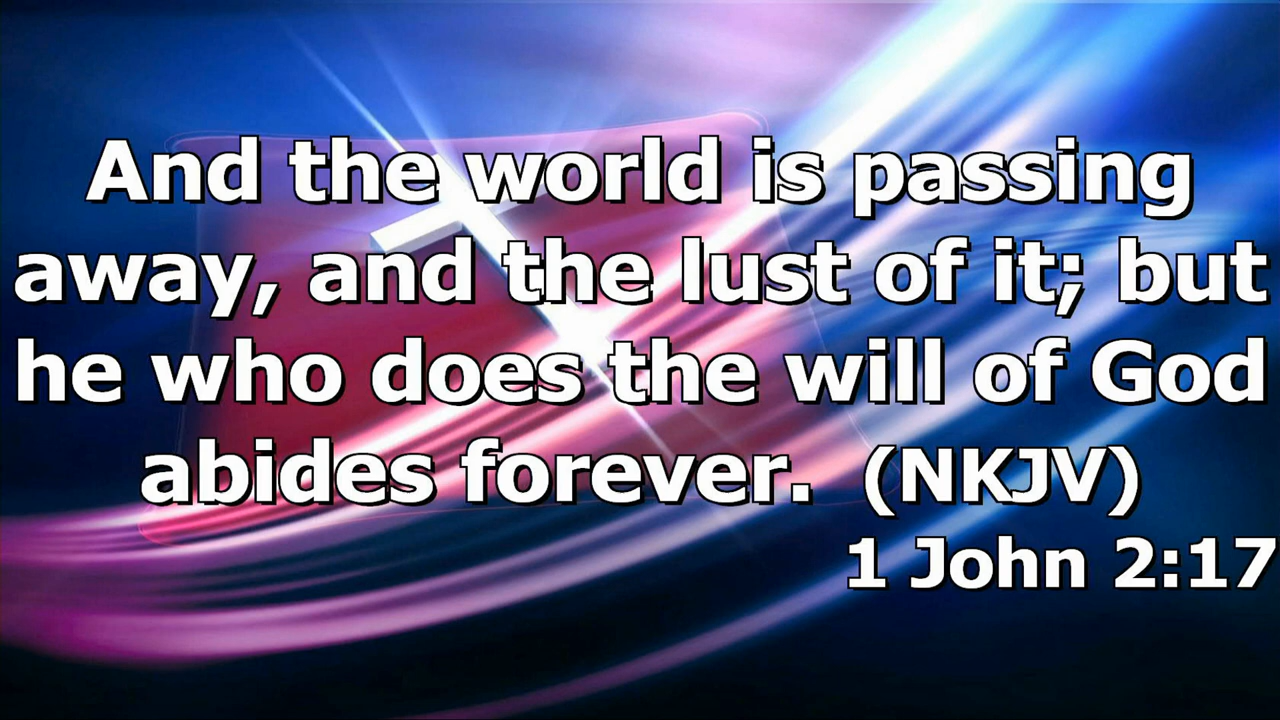 And the world is passing
away, and the lust of it; but
he who does the will of God
abides forever.  (NKJV)
1 John 2:17